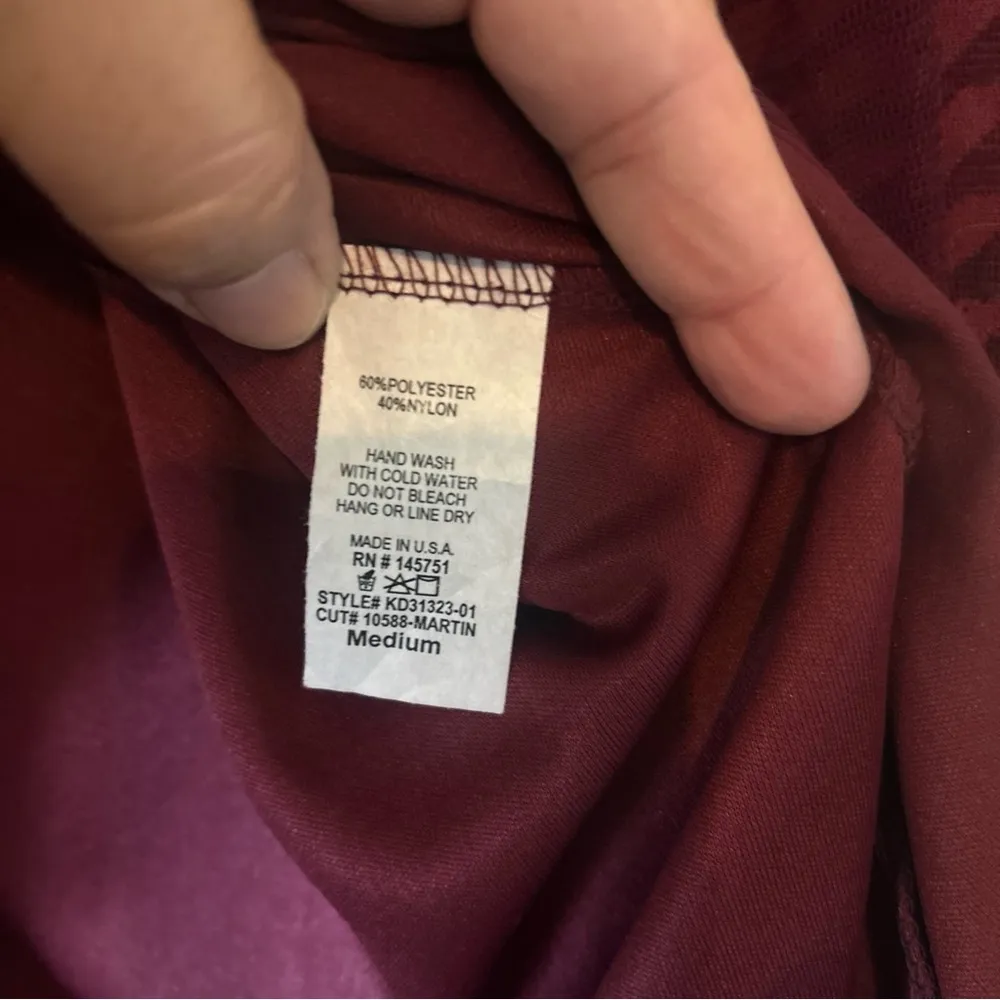 60%POLYESTER
40%NYLON
HAND WASH
WITH COLD WATER
DO NOT BLEACH
HANG OR LINE DRY
MADE IN U.S.A.
RN # 145751
STYLE# KD31323-01
CUT# 10588-MARTIN
Medium